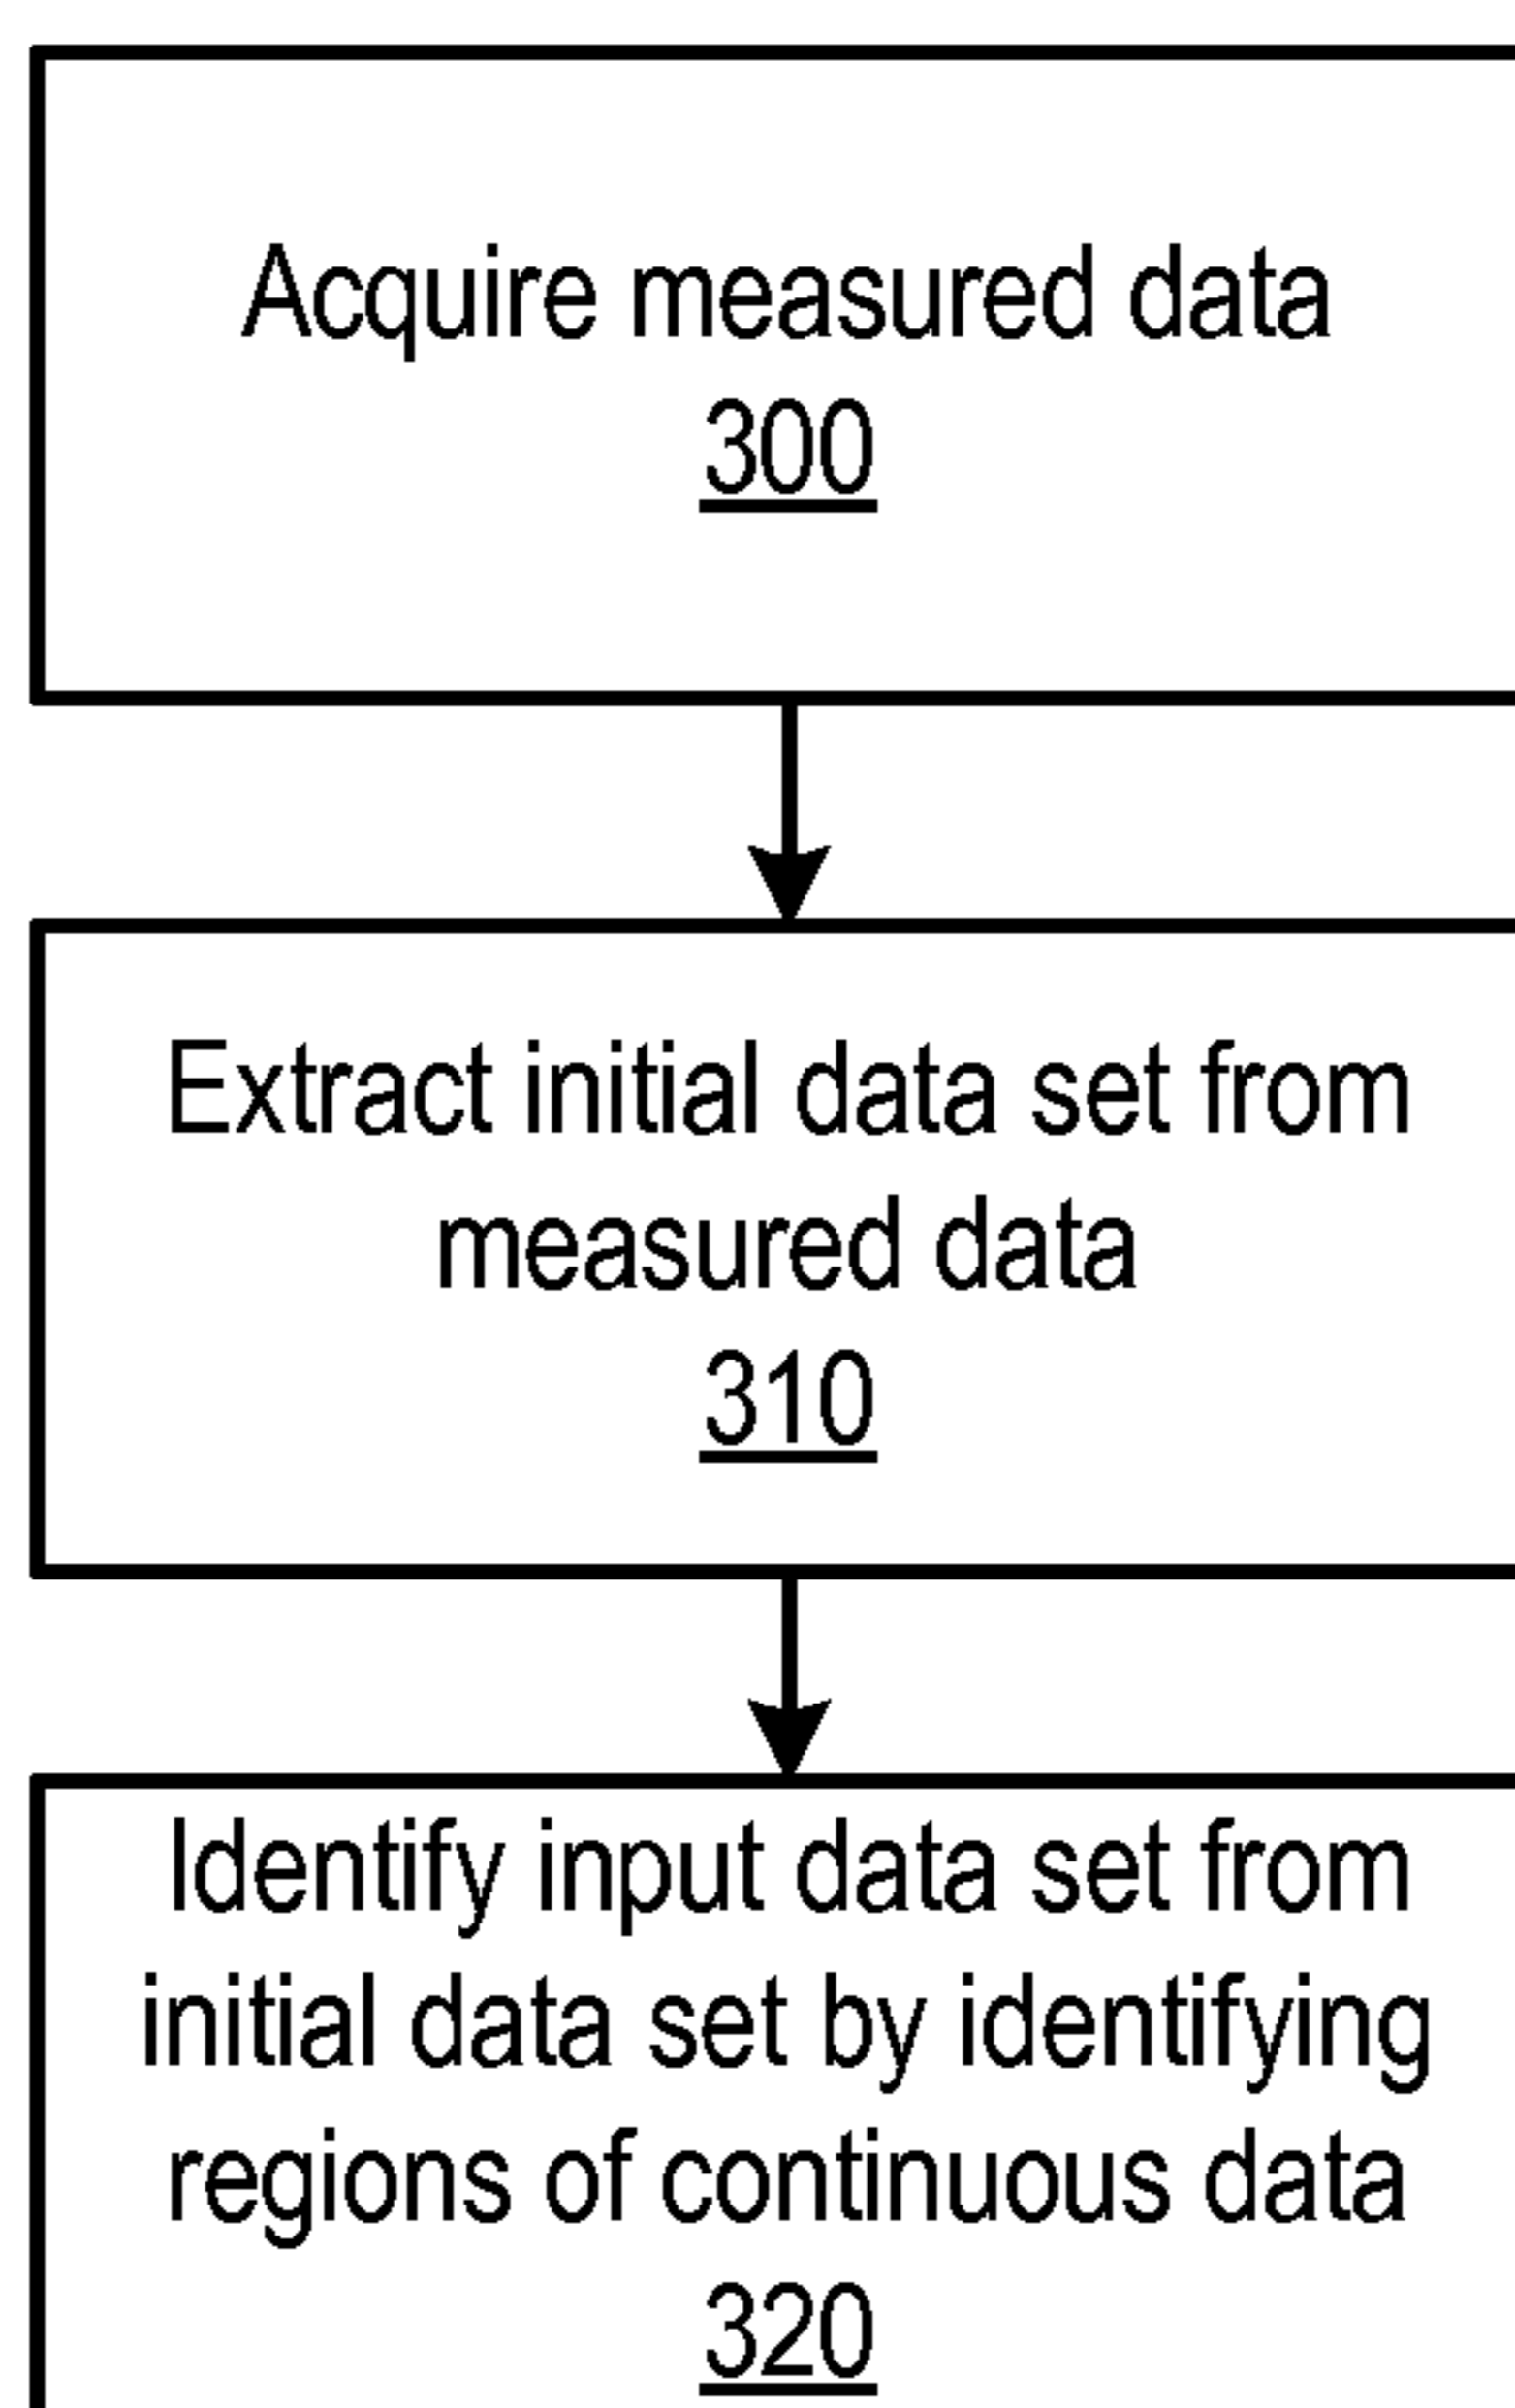 Acquire measured data
300
Extract initial data set from
measured data
310
Identify input data set from
initial data set by identifying
regions of continuous data
320